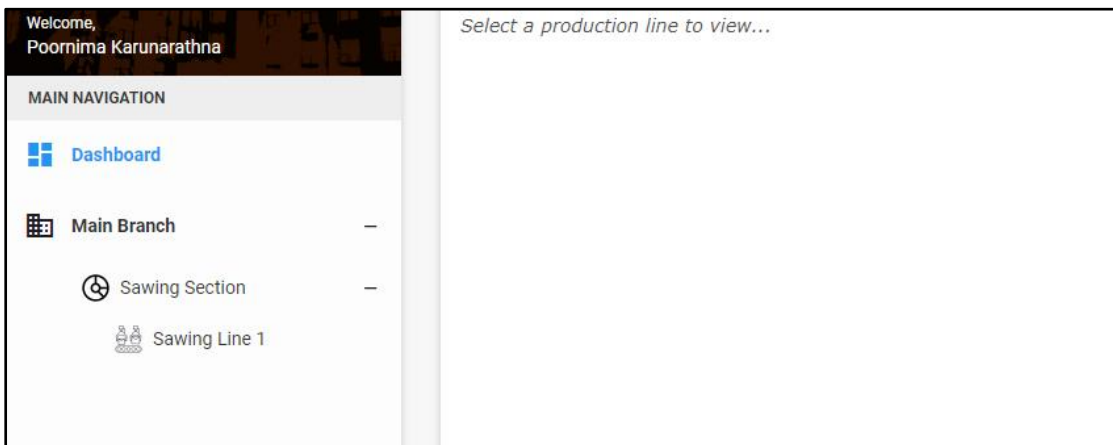 Welcome,
Poornima Karunarathna
MAIN NAVIGATION
Dashboard
Main Branch
Sawing Section
Sawing Line 1
Select a production line to view...